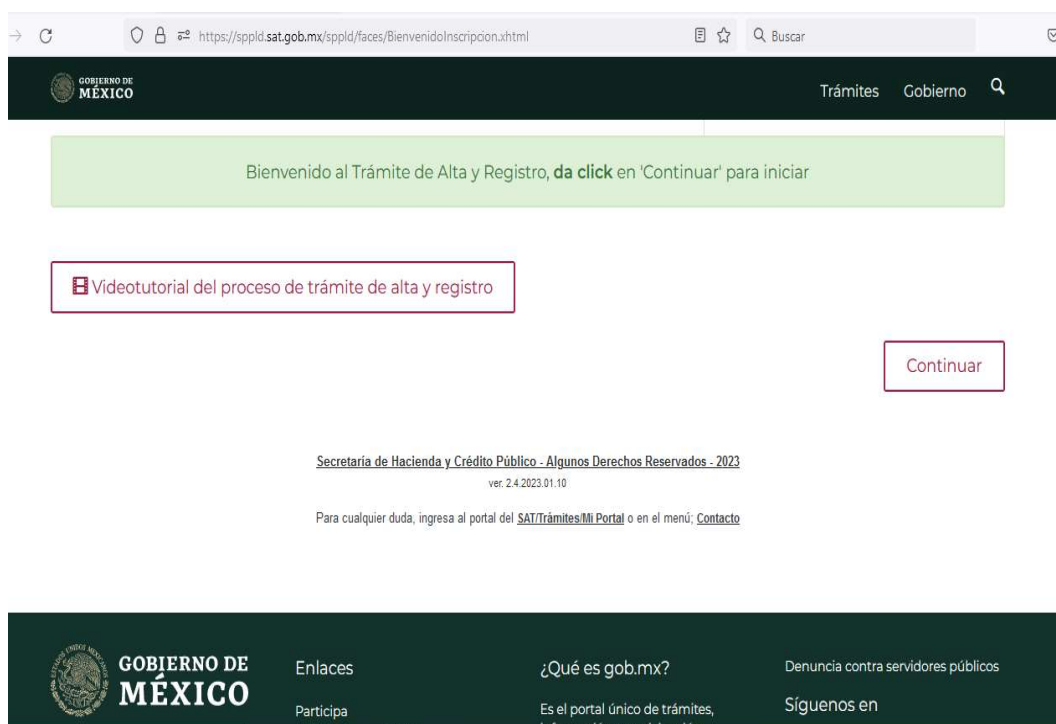 https://sppld.sat.gob.mx/sppld/faces/BienvenidoInscripcion.xhtml
Buscar
GOBIERNO DE
MÉXICO
Trámites
Gobierno
Bienvenido al Trámite de Alta y Registro, da click en 'Continuar' para iniciar
Videotutorial del proceso de trámite de alta y registro
Continuar
Secretaría de Hacienda y Crédito Público - Algunos Derechos Reservados - 2023
ver. 2.4.2023.01.10
Para cualquier duda, ingresa al portal del SAT/Trámites/Mi Portal o en el menú; Contacto
GOBIERNO DE
MÉXICO
Enlaces
Participa
¿Qué es gob.mx?
Es el portal único de trámites,
Denuncia contra servidores públicos
Síguenos en